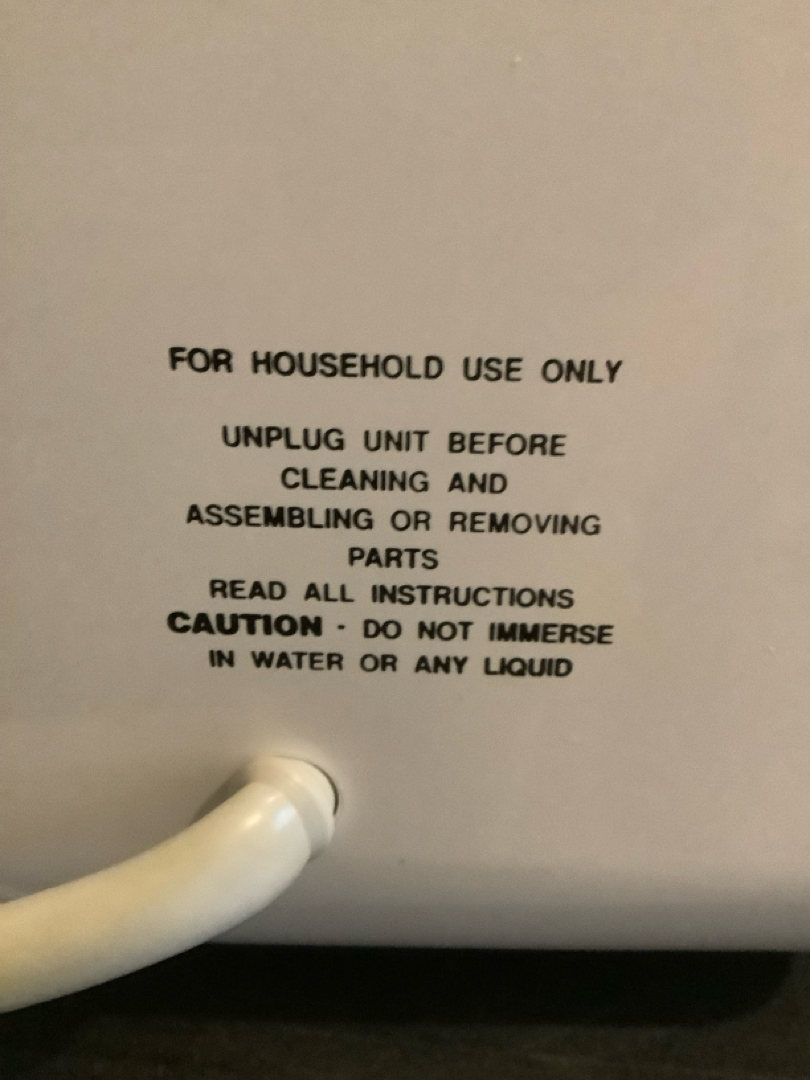 FOR HOUSEHOLD USE ONLY
UNPLUG UNIT BEFORE
CLEANING AND
ASSEMBLING OR REMOVING
PARTS
READ ALL INSTRUCTIONS
CAUTION - DO NOT IMMERSE
IN WATER OR ANY LIQUID